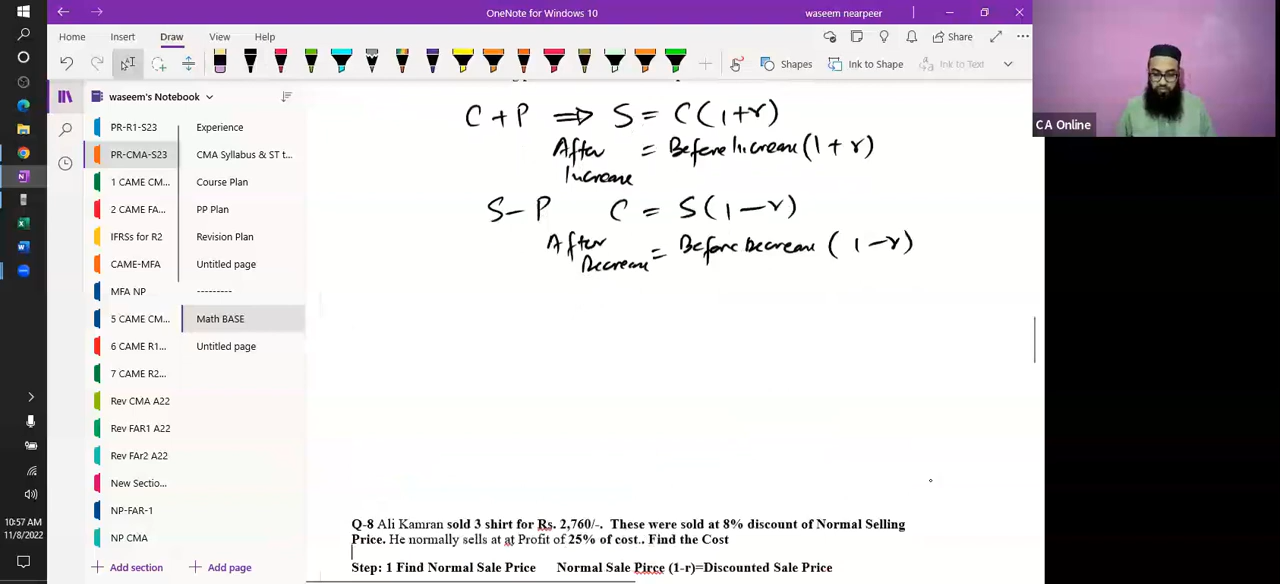 OneNote for Windows 10
waseem nearpeer
Home Insert Draw View Help
Share
Shapes Ink to Shape Ink to Text
waseem's Notebook
PR-R1-S23
PR-CMA-S23
1 CAME CM...
2 CAME FA...
IFRSs for R2
CAME-MFA
MFA NP
5 CAME CM...
6 CAME R1...
7 CAME R2...
Rev CMA A22
Rev FAR1 A22
Rev FAr2 A22
New Sectio...
NP-FAR-1
NP CMA
Add section
Experience
CMA Syllabus & ST t...
Course Plan
PP Plan
Revision Plan
Untitled page
---------
Math BASE
Untitled page
Add page
C + P ⇒ S = C(1+r)
After = Before Increase (1+r)
Increase
S - P C = S(1-r)
After = Before Decrease (1-r)
Decrease
Q-8 Ali Kamran sold 3 shirt for Rs. 2,760/-. These were sold at 8% discount of Normal Selling
Price. He normally sells at at Profit of 25% of cost.. Find the Cost
Step: 1 Find Normal Sale Price Normal Sale Pirce (1-r)=Discounted Sale Price
CA Online
10:57 AM
11/8/2022